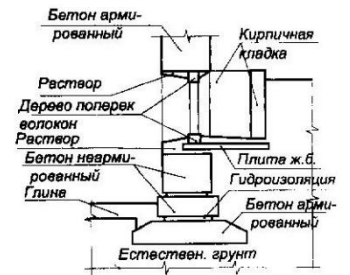 Бетон арми-
рованный
Кирпичная
кладка
Раствор
Дерево поперек
волокон
Раствор
Бетон неарми-
рованный
Глина
Плита ж.б.
Гидроизоляция
Бетон арми-
рованный
Естествен. грунт